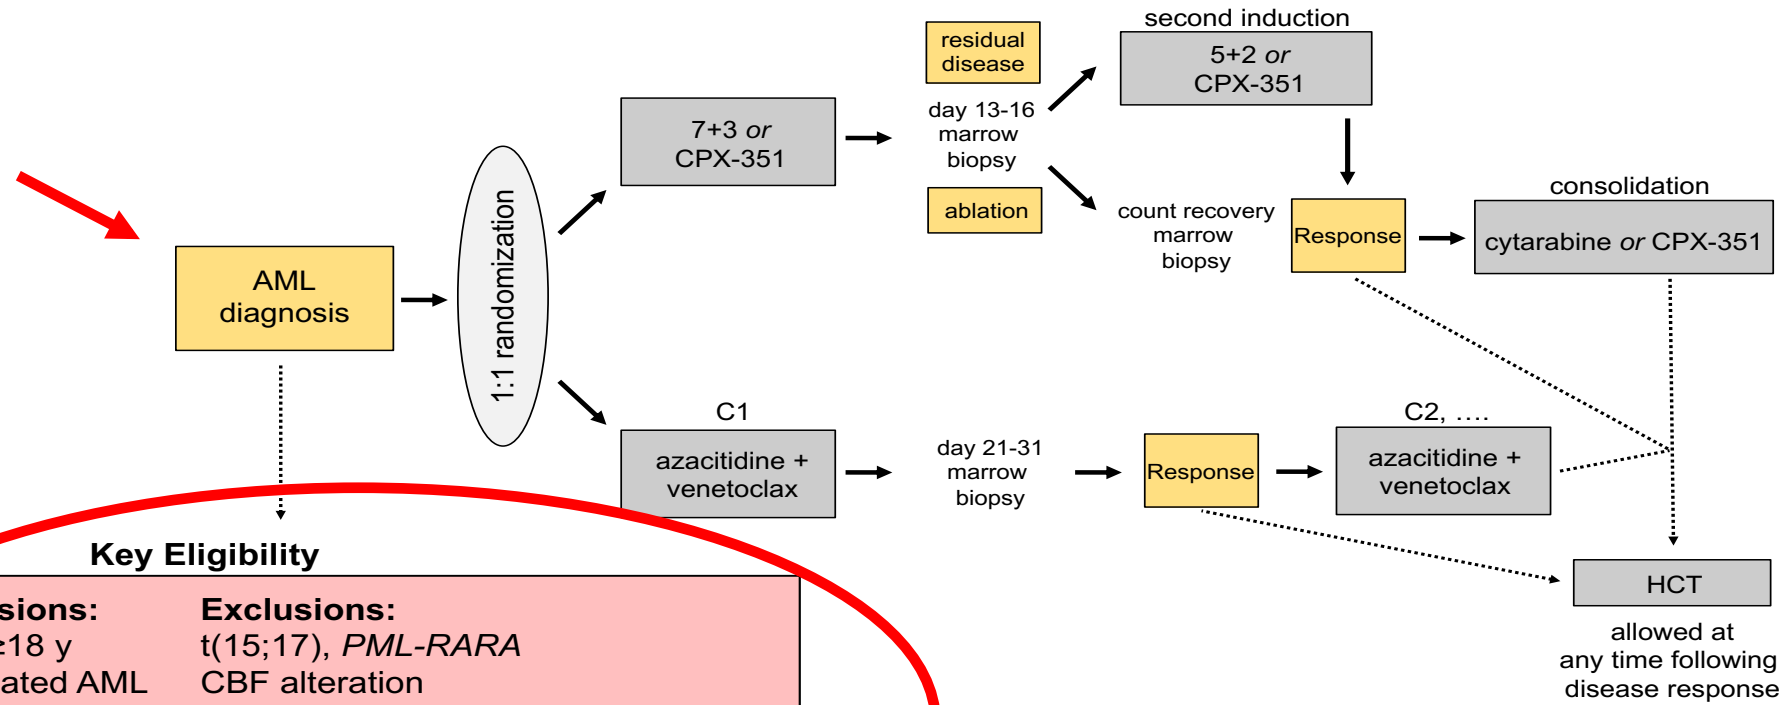 second induction
residual
disease
5+2 or
CPX-351
7+3 or
CPX-351
day 13-16
marrow
biopsy
ablation
count recovery
marrow
biopsy
Response
consolidation
cytarabine or CPX-351
AML
diagnosis
1:1 randomization
C1
azacitidine +
venetoclax
day 21-31
marrow
biopsy
Response
C2, ....
azacitidine +
venetoclax
HCT
allowed at
any time following
disease response
Key Eligibility
sions:
≥18 y
ated AML
Exclusions:
t(15;17), PML-RARA
CBF alteration